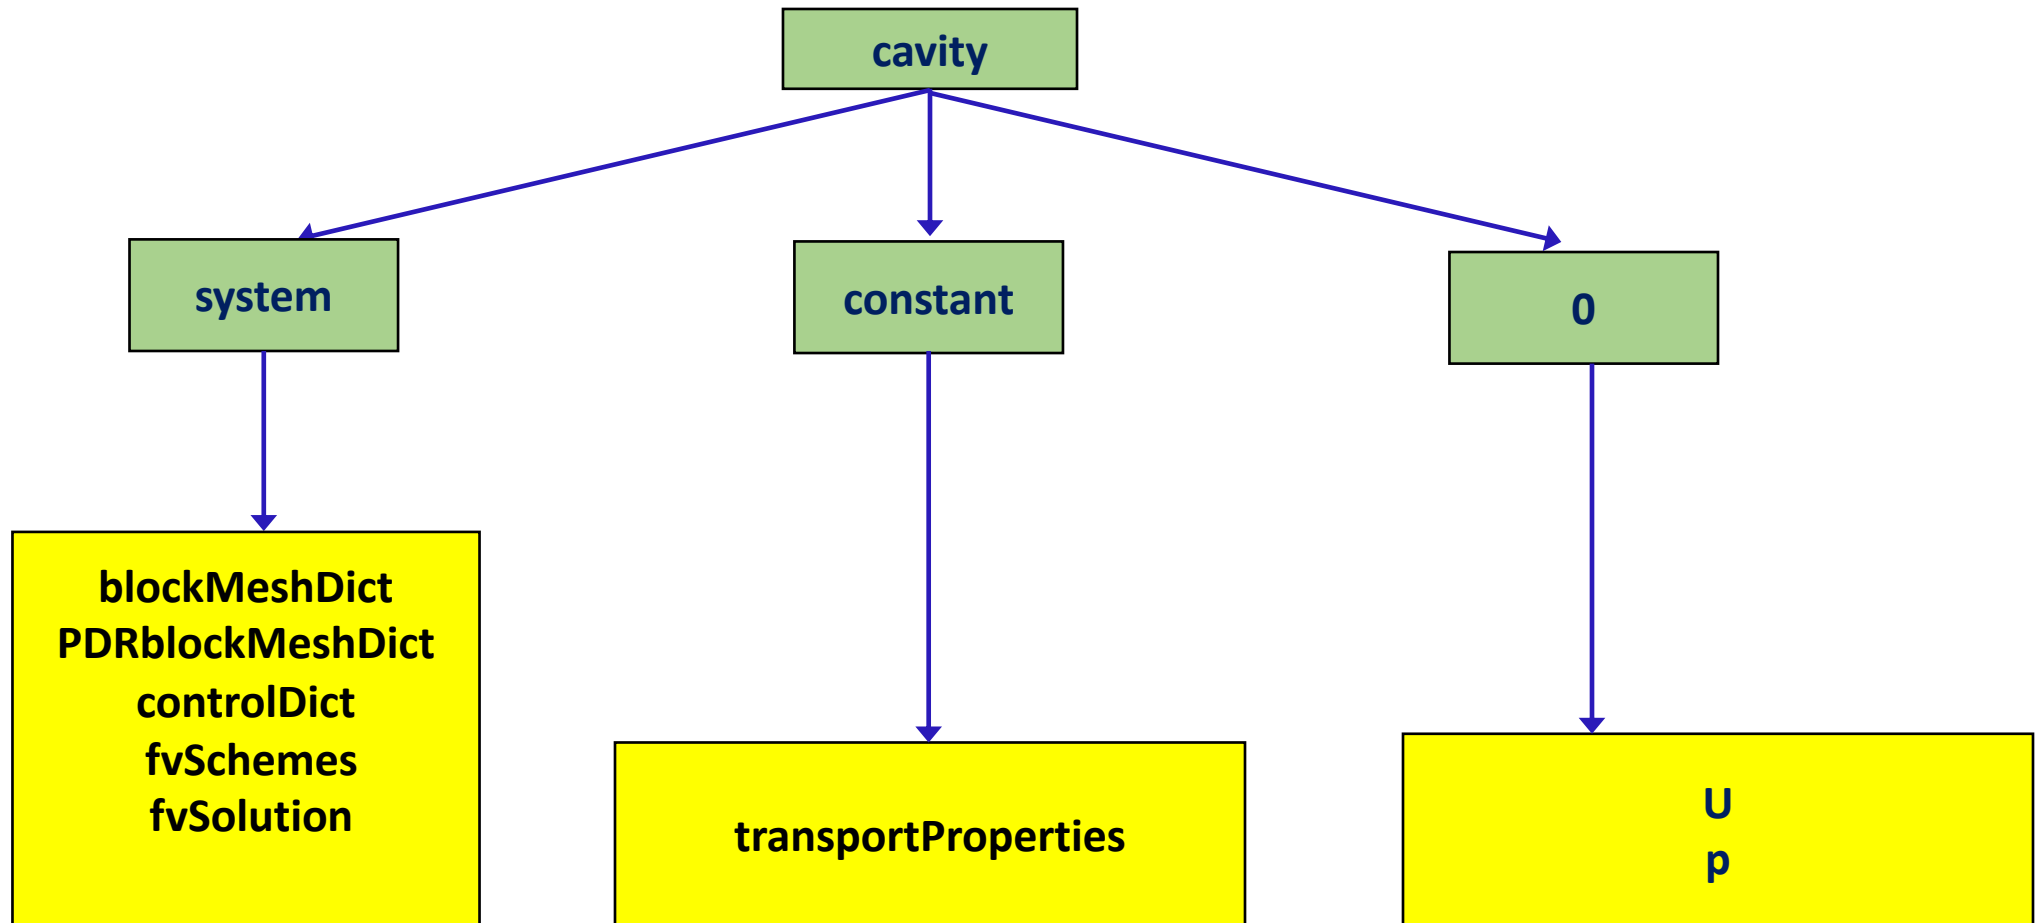 cavity
system
constant
0
blockMeshDict
PDRblockMeshDict
controlDict
fvSchemes
fvSolution
transportProperties
U
p